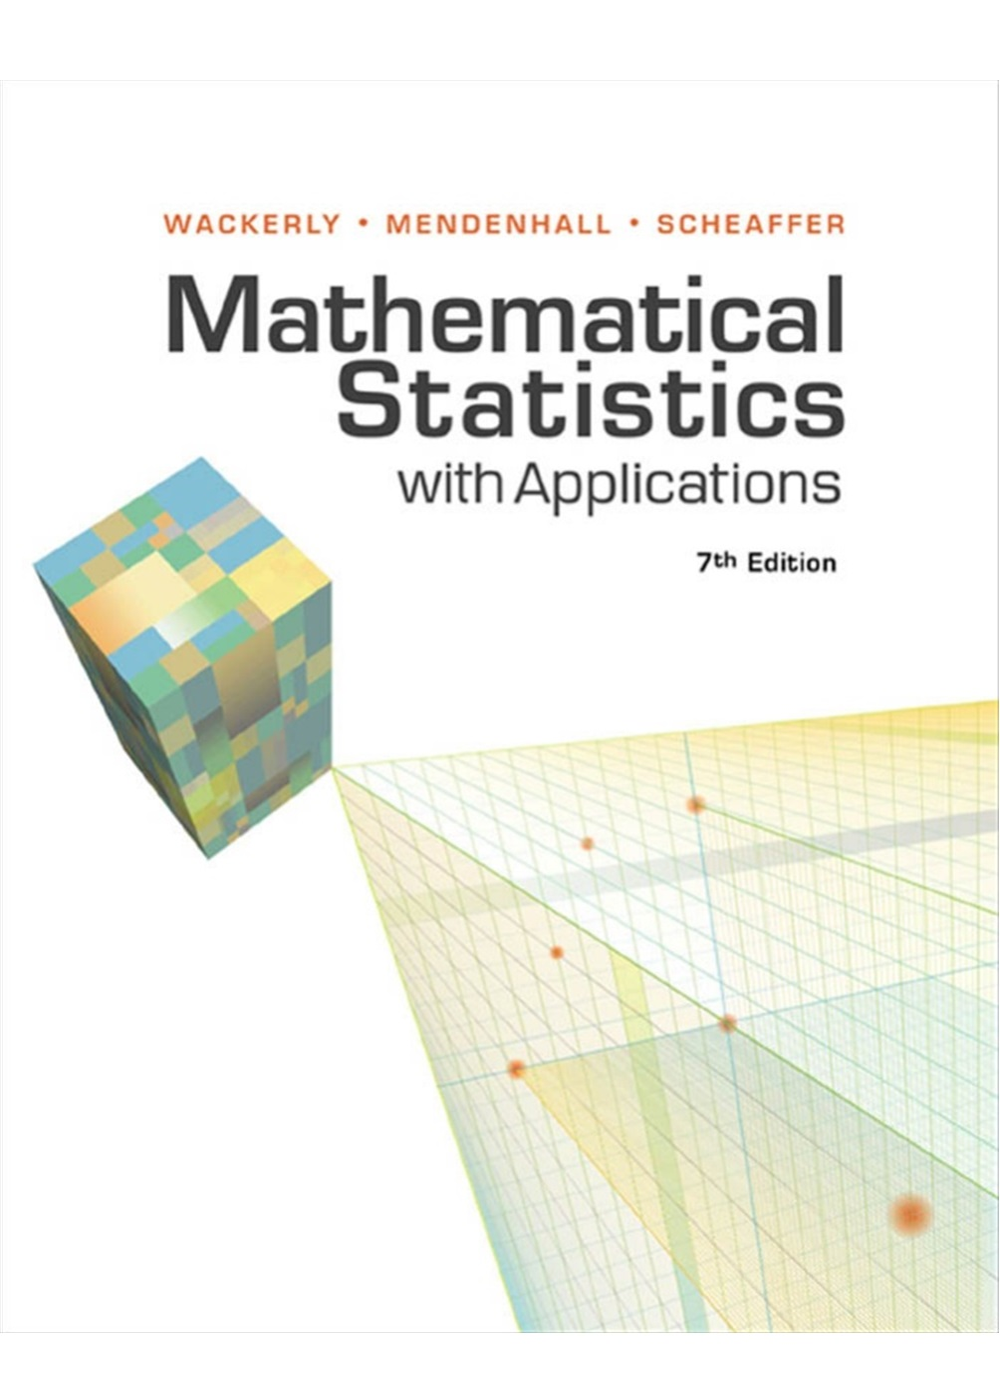 WACKERLY • MENDENHALL • SCHEAFFER
Mathematical
Statistics
with Applications
7th Edition